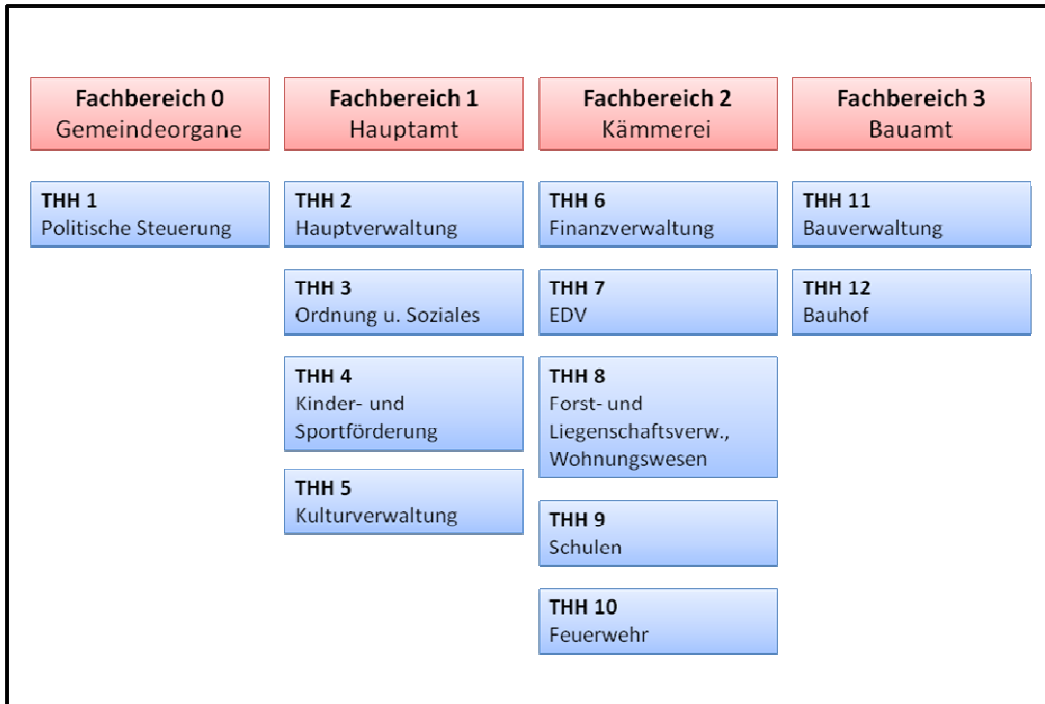 Fachbereich 0
Gemeindeorgane
THH 1
Politische Steuerung
Fachbereich 1
Hauptamt
THH 2
Hauptverwaltung
THH 3
Ordnung u. Soziales
THH 4
Kinder- und
Sportförderung
THH 5
Kulturverwaltung
Fachbereich 2
Kämmerei
THH 6
Finanzverwaltung
THH 7
EDV
THH 8
Forst- und
Liegenschaftsverw.,
Wohnungswesen
THH 9
Schulen
THH 10
Feuerwehr
Fachbereich 3
Bauamt
THH 11
Bauverwaltung
THH 12
Bauhof